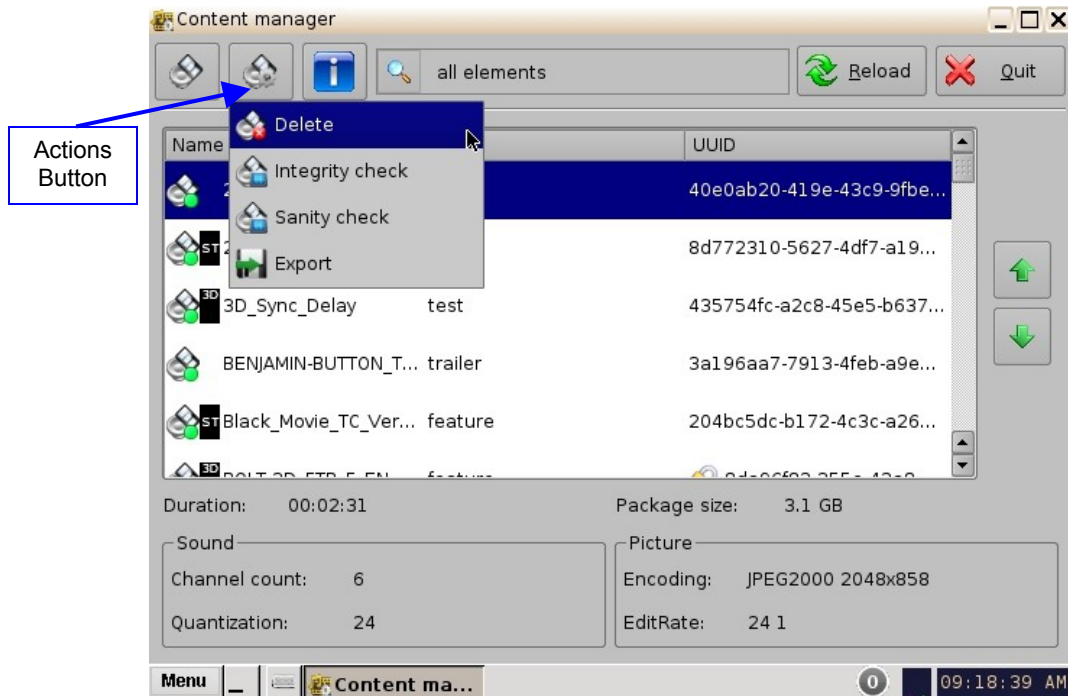 Content manager
all elements
Reload
Quit
Actions
Button
Delete
Integrity check
Sanity check
Export
Name
UUID
2
40e0ab20-419e-43c9-9fbe...
ST 2
8d772310-5627-4df7-a19...
3D 3D_Sync_Delay test 435754fc-a2c8-45e5-b637...
BENJAMIN-BUTTON_T... trailer 3a196aa7-7913-4feb-a9e...
ST Black_Movie_TC_Ver... feature 204bc5dc-b172-4c3c-a26...
3D
Duration: 00:02:31
Package size: 3.1 GB
Sound
Channel count: 6
Quantization: 24
Picture
Encoding: JPEG2000 2048x858
EditRate: 24 1
Menu
Content ma...
0
09:18:39 AM